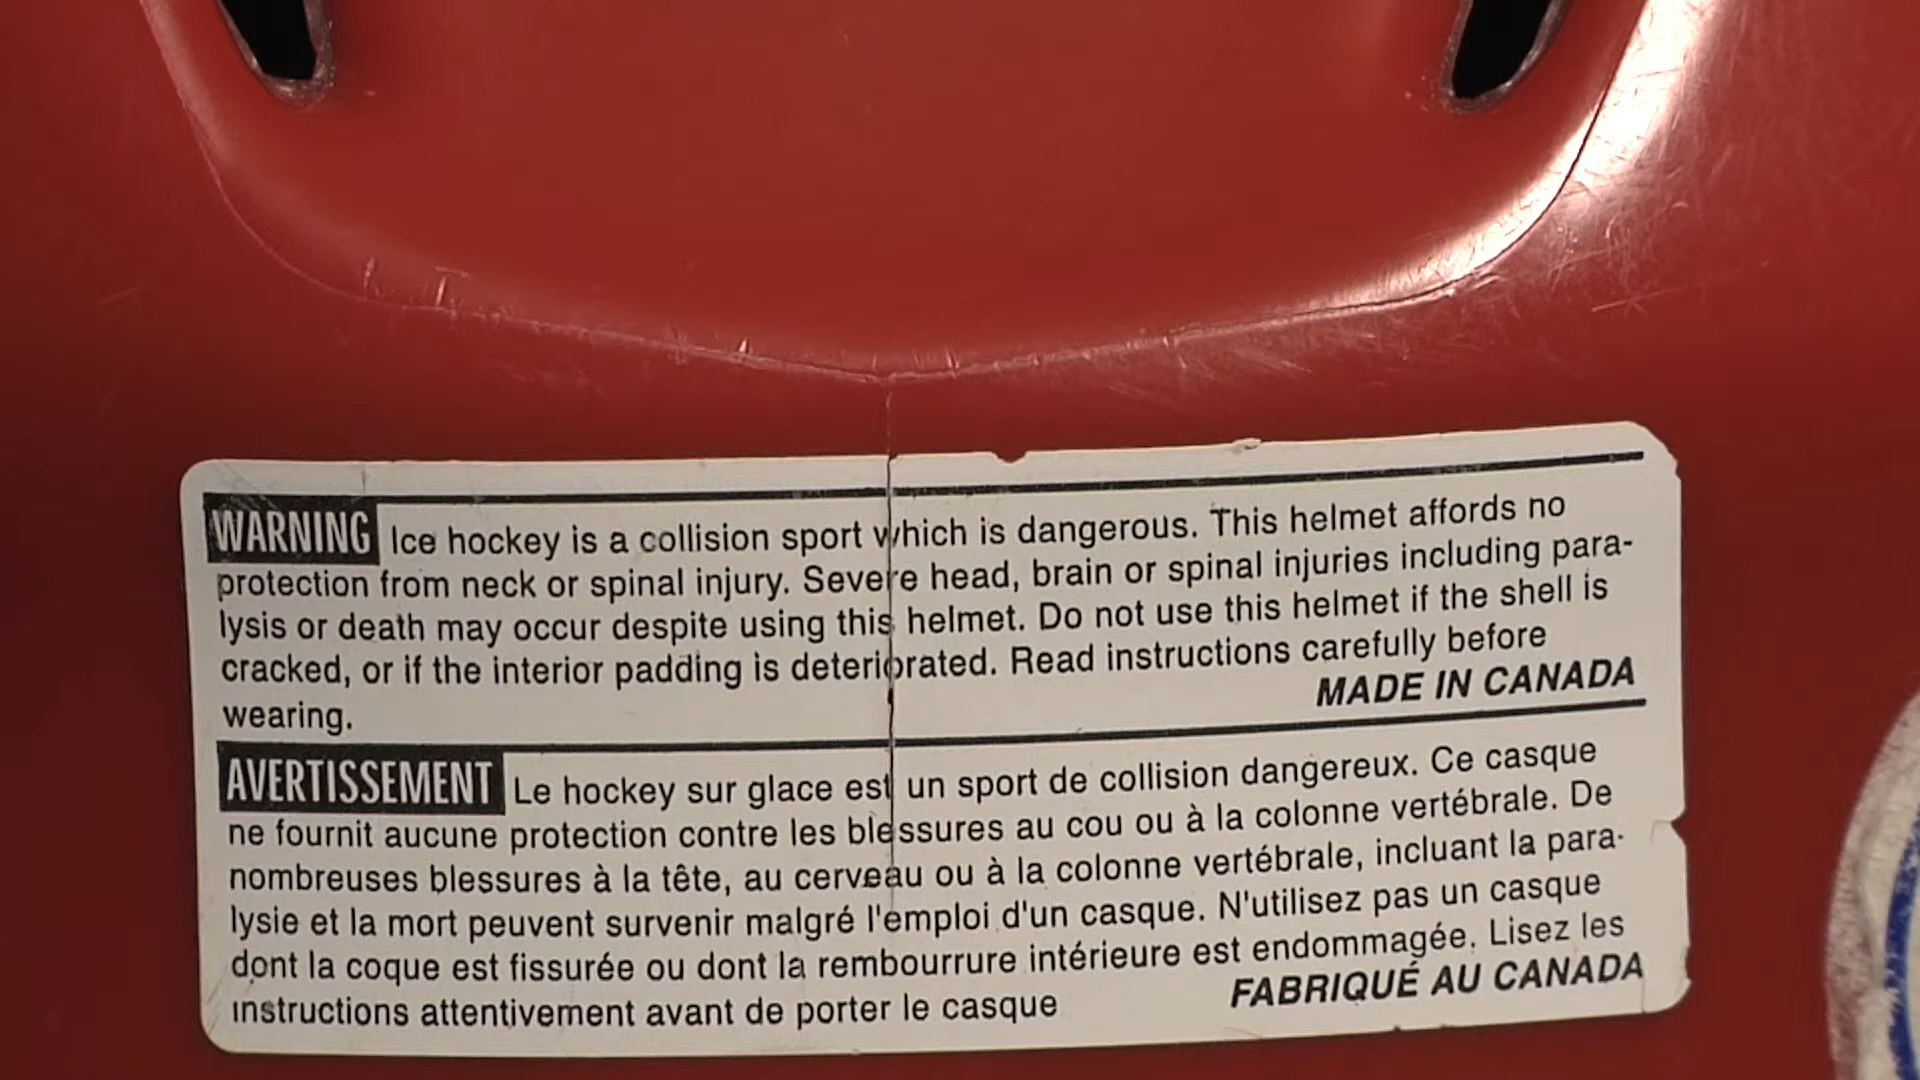 WARNING Ice hockey is a collision sport which is dangerous. This helmet affords no
protection from neck or spinal injury. Severe head, brain or spinal injuries including para-
lysis or death may occur despite using this helmet. Do not use this helmet if the shell is
cracked, or if the interior padding is deteriorated. Read instructions carefully before
wearing.
MADE IN CANADA
AVERTISSEMENT Le hockey sur glace est un sport de collision dangereux. Ce casque
ne fournit aucune protection contre les blessures au cou ou à la colonne vertébrale. De
nombreuses blessures à la tête, au cerveau ou à la colonne vertébrale, incluant la para-
lysie et la mort peuvent survenir malgré l'emploi d'un casque. N'utilisez pas un casque
dont la coque est fissurée ou dont la rembourrure intérieure est endommagée. Lisez les
instructions attentivement avant de porter le casque
FABRIQUÉ AU CANADA